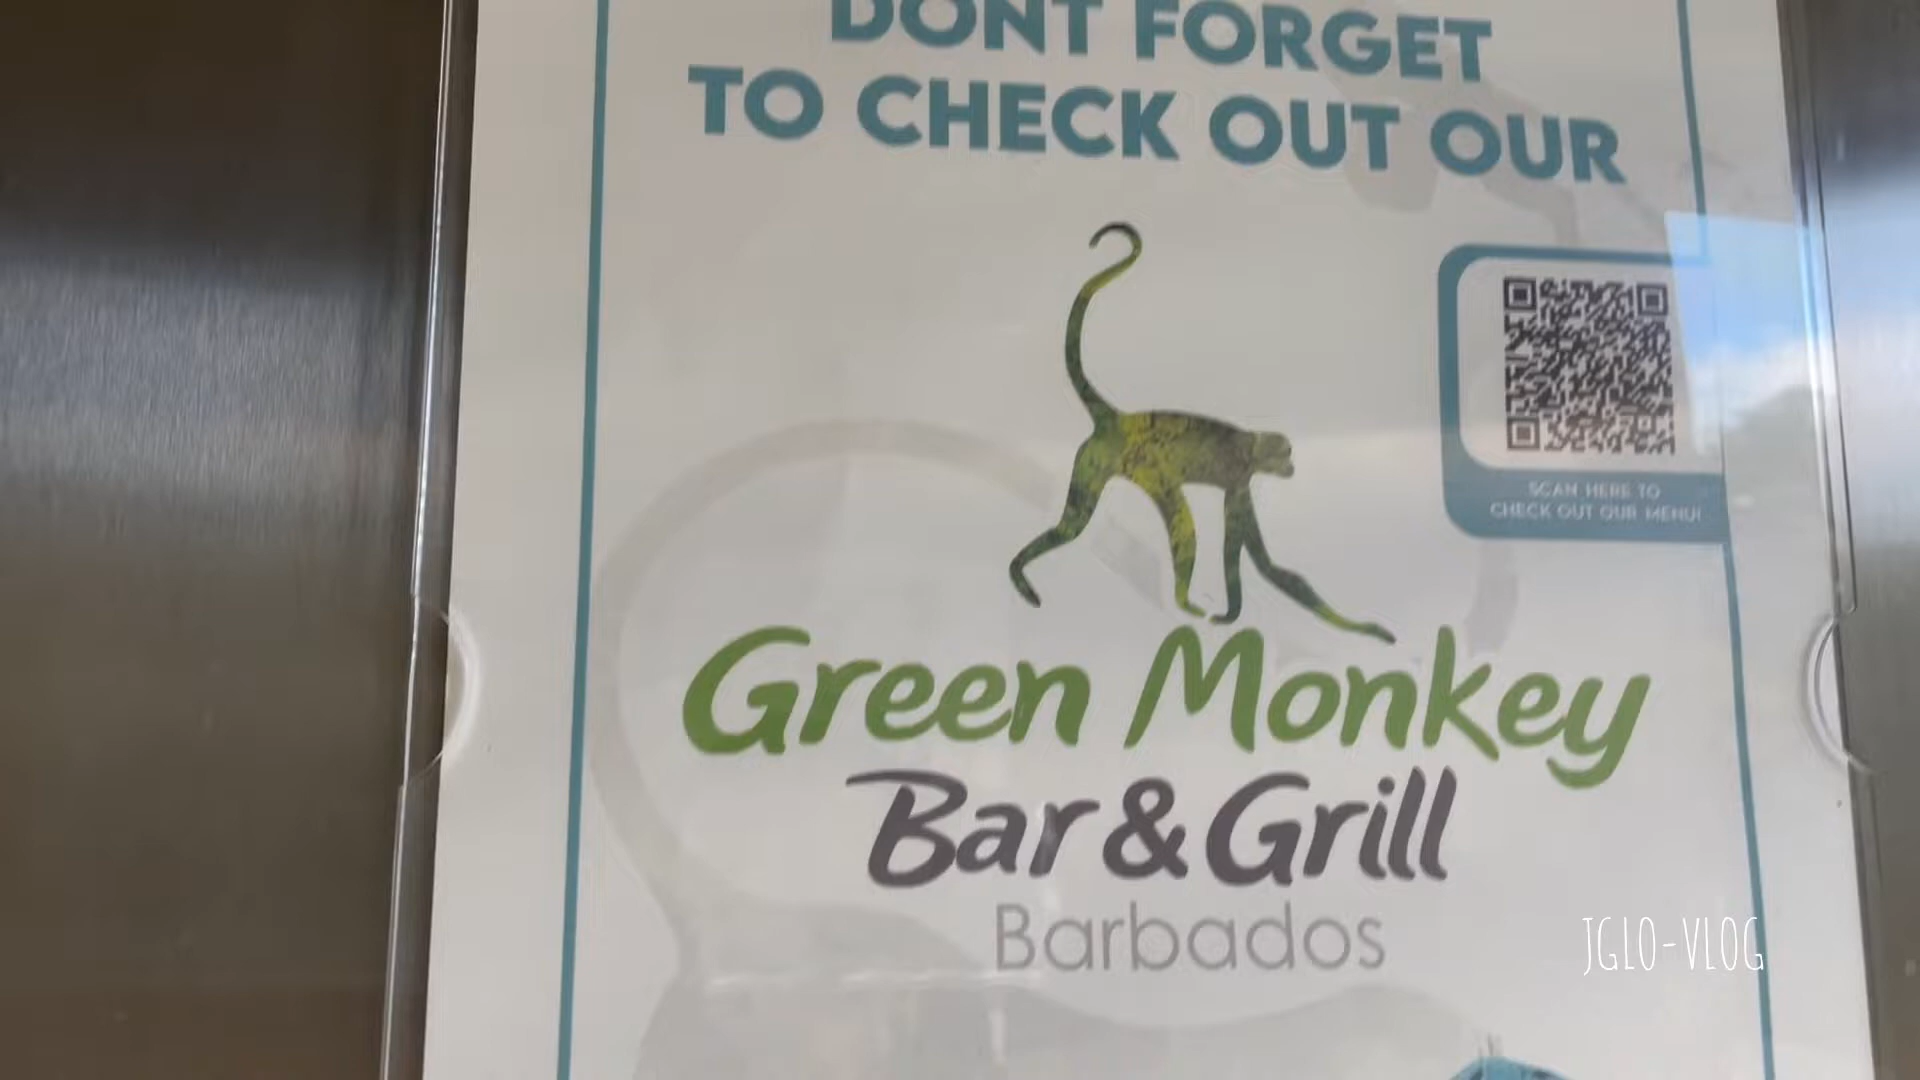 DONT FORGET
TO CHECK OUT OUR
SCAN HERE TO
CHECK OUT OUR MENU!
Green Monkey
Bar & Grill
Barbados
JGLO-VLOG